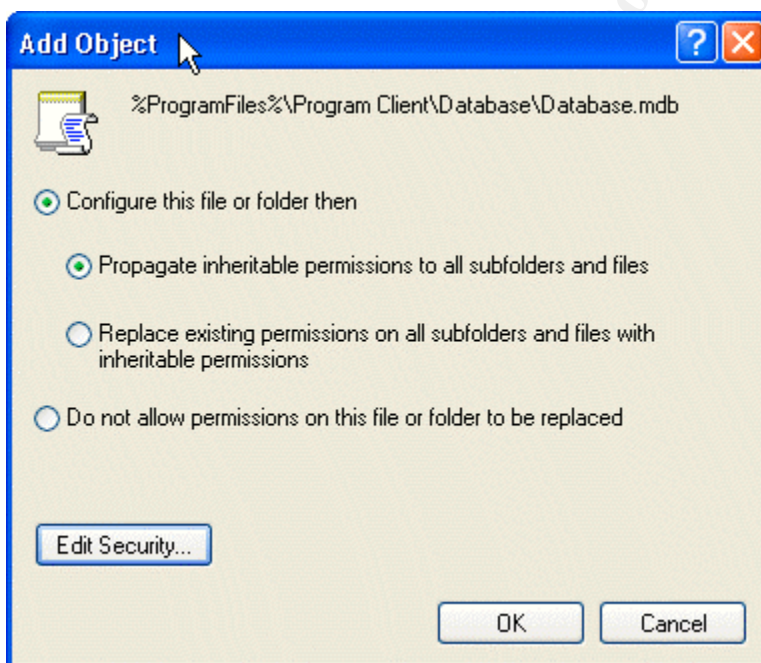 Add Object
%ProgramFiles%\Program Client\Database\Database.mdb
Configure this file or folder then
Propagate inheritable permissions to all subfolders and files
Replace existing permissions on all subfolders and files with
inheritable permissions
Do not allow permissions on this file or folder to be replaced
Edit Security...
OK Cancel